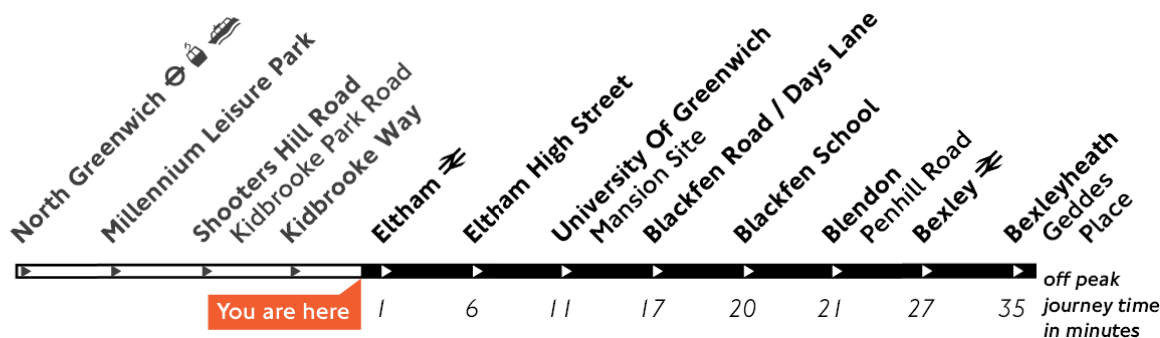 North Greenwich
Millennium Leisure Park
Shooters Hill Road
Kidbrooke Park Road
Kidbrooke Way
Eltham
Eltham High Street
University Of Greenwich
Mansion Site
Blackfen Road / Days Lane
Blackfen School
Blendon
Penhill Road
Bexley
Bexleyheath
Geddes
Place
You are here
1
6
11
17
20
21
27
35
off peak
journey time
in minutes